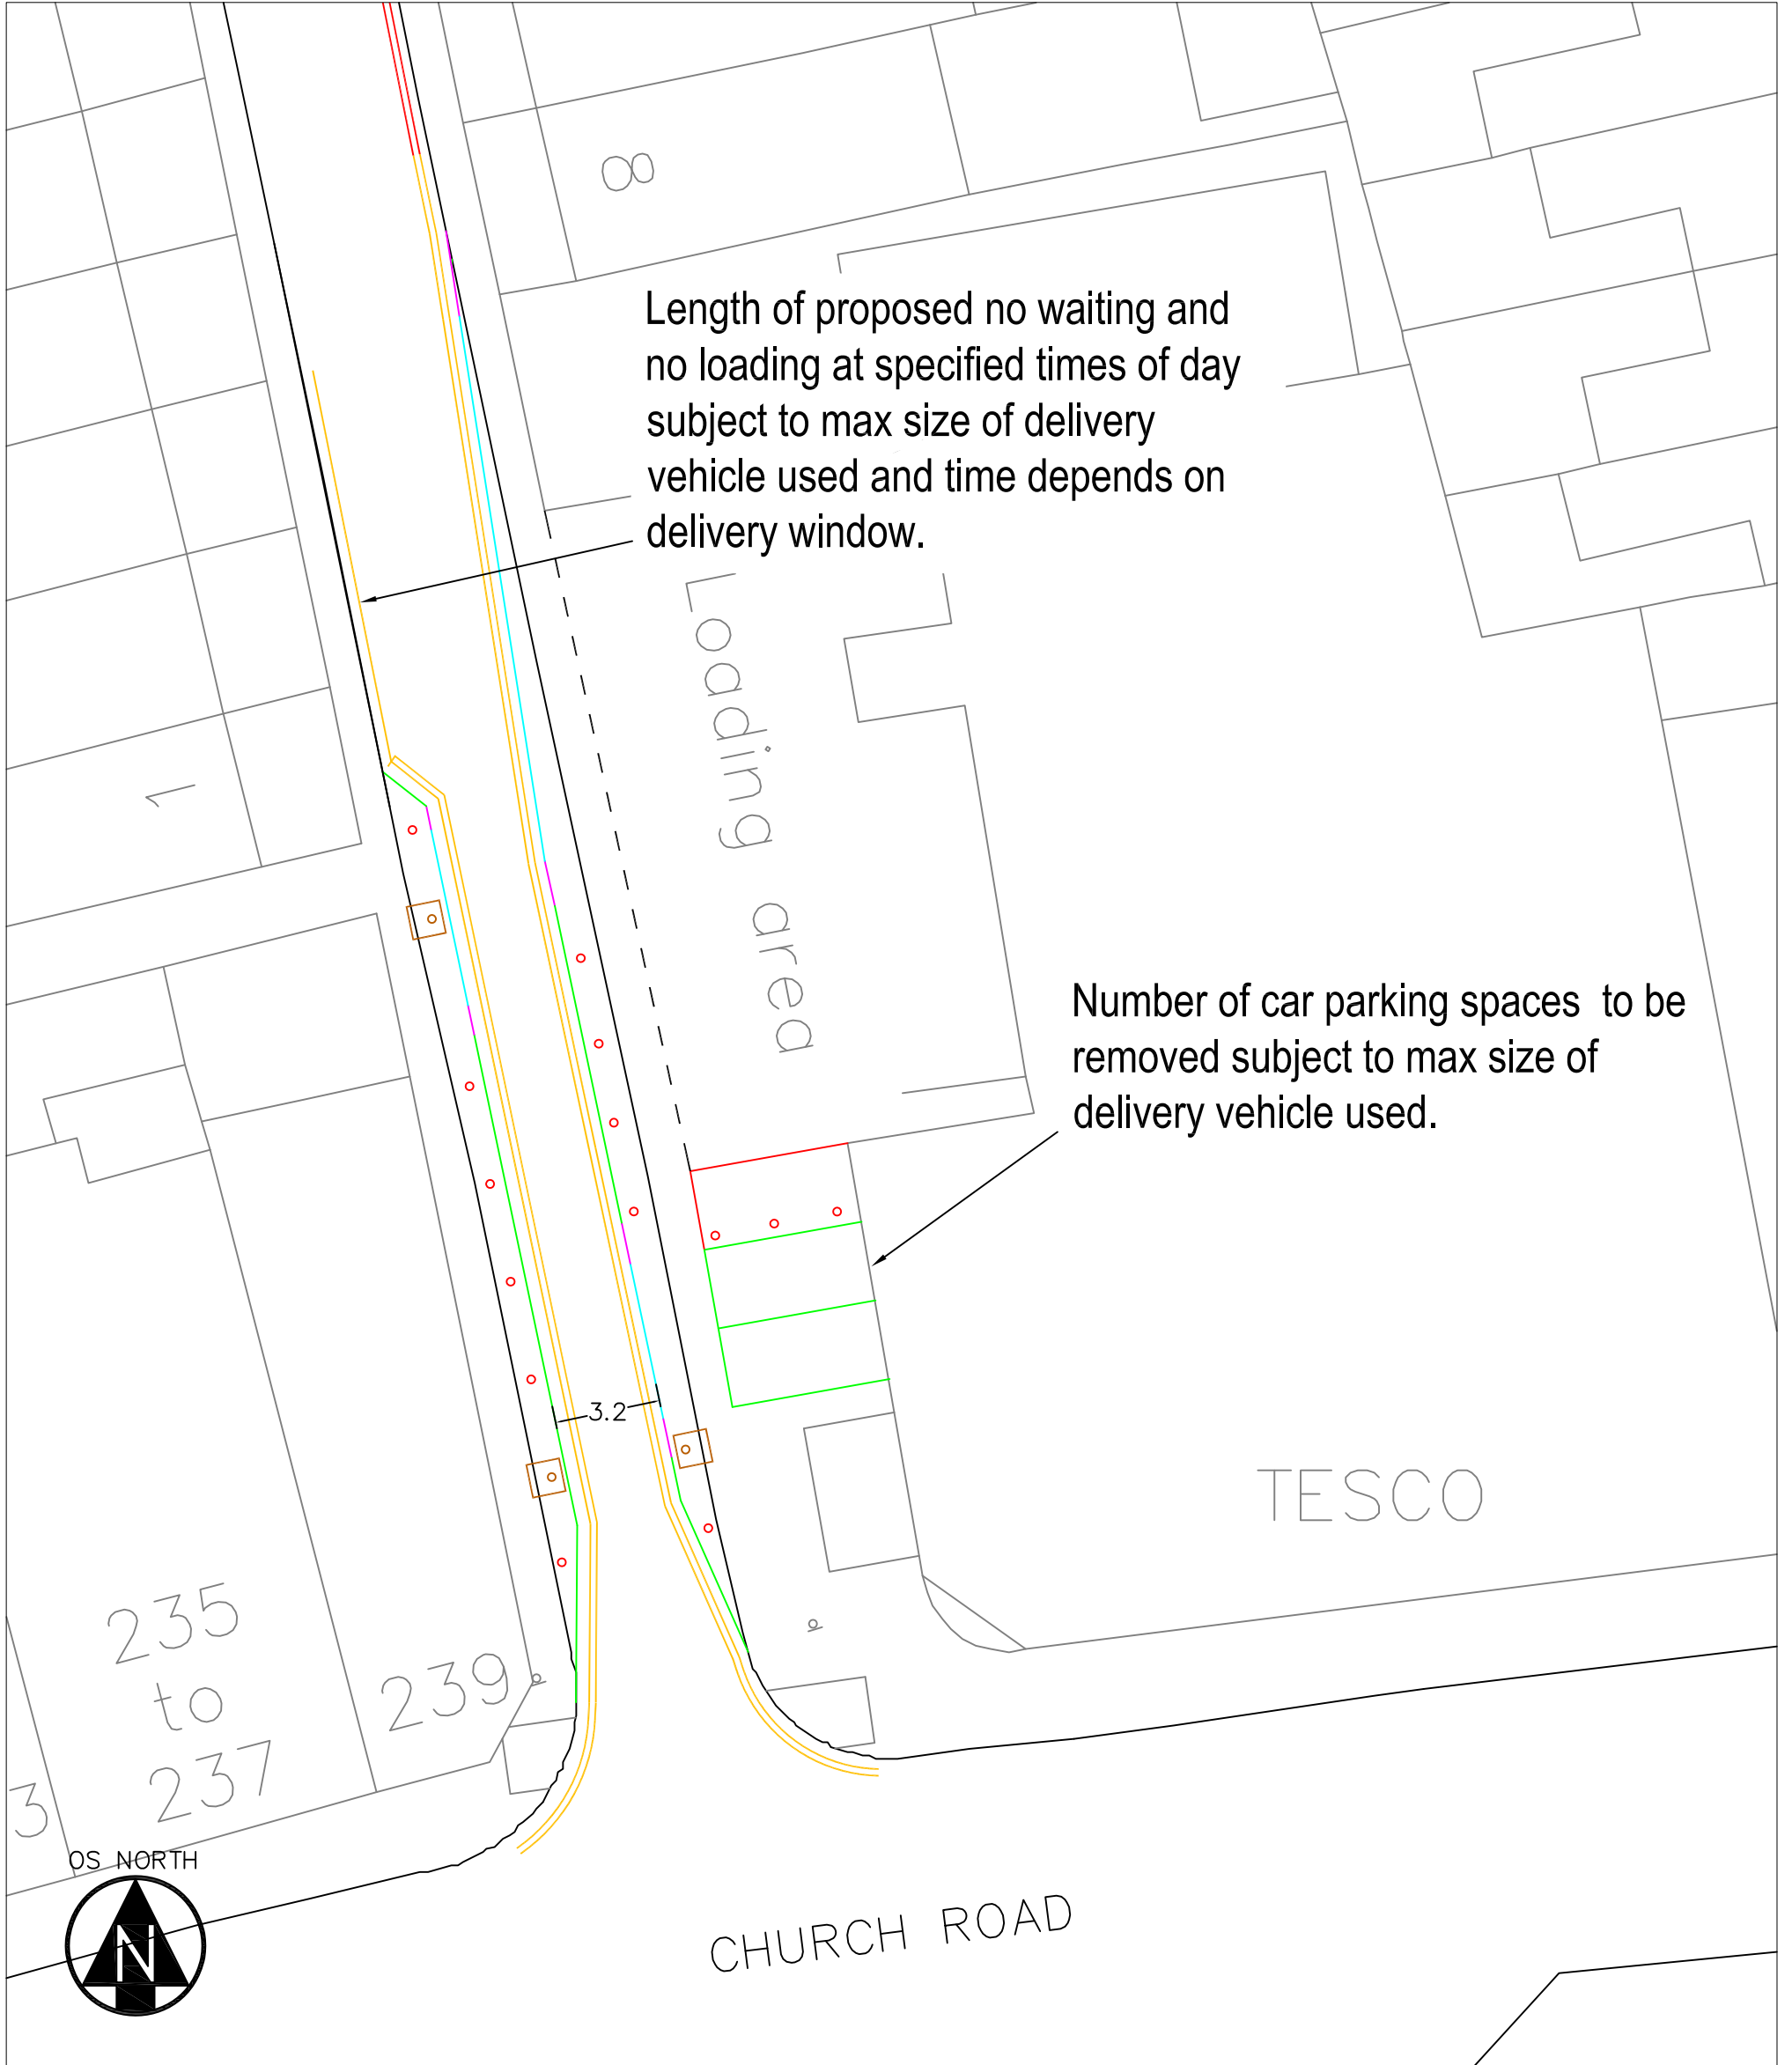 8
Length of proposed no waiting and
no loading at specified times of day
subject to max size of delivery
vehicle used and time depends on
delivery window.
Loading area
1
Number of car parking spaces to be
removed subject to max size of
delivery vehicle used.
3.2
TESCO
235
to
237
239
3
OS NORTH
N
CHURCH ROAD